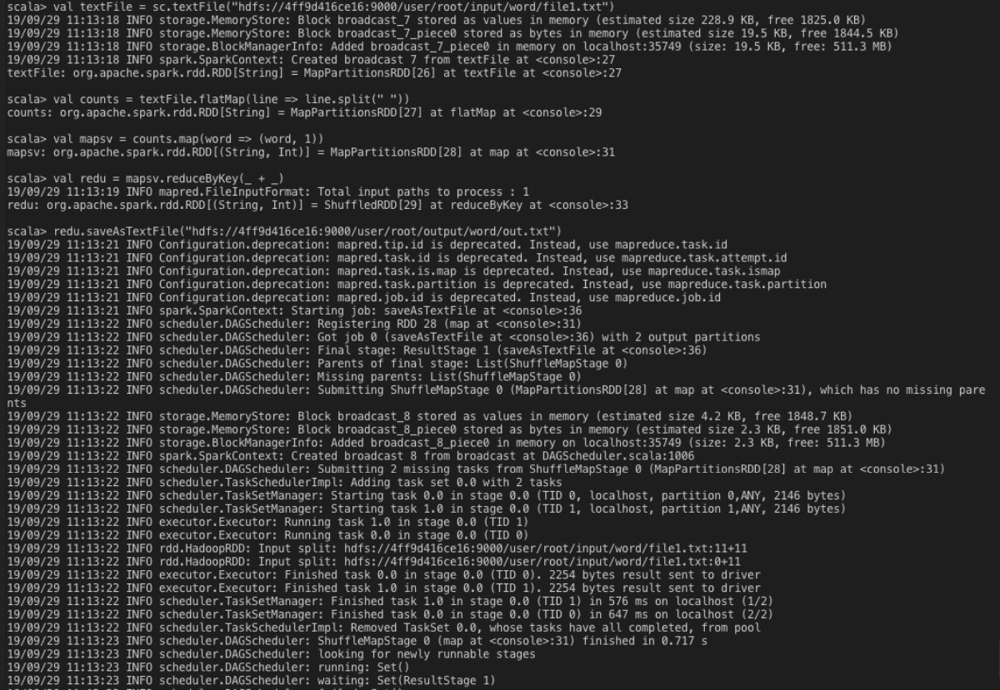 scala> val textFile = sc.textFile("hdfs://4ff9d416ce16:9000/user/root/input/word/file1.txt")
19/09/29 11:13:18 INFO storage.MemoryStore: Block broadcast_7 stored as values in memory (estimated size 228.9 KB, free 1825.0 KB)
19/09/29 11:13:18 INFO storage.MemoryStore: Block broadcast_7_piece0 stored as bytes in memory (estimated size 19.5 KB, free 1844.5 KB)
19/09/29 11:13:18 INFO storage.BlockManagerInfo: Added broadcast_7_piece0 in memory on localhost:35749 (size: 19.5 KB, free: 511.3 MB)
19/09/29 11:13:18 INFO spark.SparkContext: Created broadcast 7 from textFile at <console>:27
textFile: org.apache.spark.rdd.RDD[String] = MapPartitionsRDD[26] at textFile at <console>:27
scala> val counts = textFile.flatMap(line => line.split(" "))
counts: org.apache.spark.rdd.RDD[String] = MapPartitionsRDD[27] at flatMap at <console>:29
scala> val mapsv = counts.map(word => (word, 1))
mapsv: org.apache.spark.rdd.RDD[(String, Int)] = MapPartitionsRDD[28] at map at <console>:31
scala> val redu = mapsv.reduceByKey(_ + _)
19/09/29 11:13:19 INFO mapred.FileInputFormat: Total input paths to process : 1
redu: org.apache.spark.rdd.RDD[(String, Int)] = ShuffledRDD[29] at reduceByKey at <console>:33
scala> redu.saveAsTextFile("hdfs://4ff9d416ce16:9000/user/root/output/word/out.txt")
19/09/29 11:13:21 INFO Configuration.deprecation: mapred.tip.id is deprecated. Instead, use mapreduce.task.id
19/09/29 11:13:21 INFO Configuration.deprecation: mapred.task.id is deprecated. Instead, use mapreduce.task.attempt.id
19/09/29 11:13:21 INFO Configuration.deprecation: mapred.task.is.map is deprecated. Instead, use mapreduce.task.ismap
19/09/29 11:13:21 INFO Configuration.deprecation: mapred.task.partition is deprecated. Instead, use mapreduce.task.partition
19/09/29 11:13:21 INFO Configuration.deprecation: mapred.job.id is deprecated. Instead, use mapreduce.job.id
19/09/29 11:13:21 INFO spark.SparkContext: Starting job: saveAsTextFile at <console>:36
19/09/29 11:13:22 INFO scheduler.DAGScheduler: Registering RDD 28 (map at <console>:31)
19/09/29 11:13:22 INFO scheduler.DAGScheduler: Got job 0 (saveAsTextFile at <console>:36) with 2 output partitions
19/09/29 11:13:22 INFO scheduler.DAGScheduler: Final stage: ResultStage 1 (saveAsTextFile at <console>:36)
19/09/29 11:13:22 INFO scheduler.DAGScheduler: Parents of final stage: List(ShuffleMapStage 0)
19/09/29 11:13:22 INFO scheduler.DAGScheduler: Missing parents: List(ShuffleMapStage 0)
19/09/29 11:13:22 INFO scheduler.DAGScheduler: Submitting ShuffleMapStage 0 (MapPartitionsRDD[28] at map at <console>:31), which has no missing pare
nts
19/09/29 11:13:22 INFO storage.MemoryStore: Block broadcast_8 stored as values in memory (estimated size 4.2 KB, free 1848.7 KB)
19/09/29 11:13:22 INFO storage.MemoryStore: Block broadcast_8_piece0 stored as bytes in memory (estimated size 2.3 KB, free 1851.0 KB)
19/09/29 11:13:22 INFO storage.BlockManagerInfo: Added broadcast_8_piece0 in memory on localhost:35749 (size: 2.3 KB, free: 511.3 MB)
19/09/29 11:13:22 INFO spark.SparkContext: Created broadcast 8 from broadcast at DAGScheduler.scala:1006
19/09/29 11:13:22 INFO scheduler.DAGScheduler: Submitting 2 missing tasks from ShuffleMapStage 0 (MapPartitionsRDD[28] at map at <console>:31)
19/09/29 11:13:22 INFO scheduler.TaskSchedulerImpl: Adding task set 0.0 with 2 tasks
19/09/29 11:13:22 INFO scheduler.TaskSetManager: Starting task 0.0 in stage 0.0 (TID 0, localhost, partition 0,ANY, 2146 bytes)
19/09/29 11:13:22 INFO scheduler.TaskSetManager: Starting task 1.0 in stage 0.0 (TID 1, localhost, partition 1,ANY, 2146 bytes)
19/09/29 11:13:22 INFO executor.Executor: Running task 1.0 in stage 0.0 (TID 1)
19/09/29 11:13:22 INFO executor.Executor: Running task 0.0 in stage 0.0 (TID 0)
19/09/29 11:13:22 INFO rdd.HadoopRDD: Input split: hdfs://4ff9d416ce16:9000/user/root/input/word/file1.txt:11+11
19/09/29 11:13:22 INFO rdd.HadoopRDD: Input split: hdfs://4ff9d416ce16:9000/user/root/input/word/file1.txt:0+11
19/09/29 11:13:22 INFO executor.Executor: Finished task 0.0 in stage 0.0 (TID 0). 2254 bytes result sent to driver
19/09/29 11:13:22 INFO executor.Executor: Finished task 1.0 in stage 0.0 (TID 1). 2254 bytes result sent to driver
19/09/29 11:13:22 INFO scheduler.TaskSetManager: Finished task 1.0 in stage 0.0 (TID 1) in 576 ms on localhost (1/2)
19/09/29 11:13:22 INFO scheduler.TaskSetManager: Finished task 0.0 in stage 0.0 (TID 0) in 647 ms on localhost (2/2)
19/09/29 11:13:22 INFO scheduler.TaskSchedulerImpl: Removed TaskSet 0.0, whose tasks have all completed, from pool
19/09/29 11:13:23 INFO scheduler.DAGScheduler: ShuffleMapStage 0 (map at <console>:31) finished in 0.717 s
19/09/29 11:13:23 INFO scheduler.DAGScheduler: looking for newly runnable stages
19/09/29 11:13:23 INFO scheduler.DAGScheduler: running: Set()
19/09/29 11:13:23 INFO scheduler.DAGScheduler: waiting: Set(ResultStage 1)